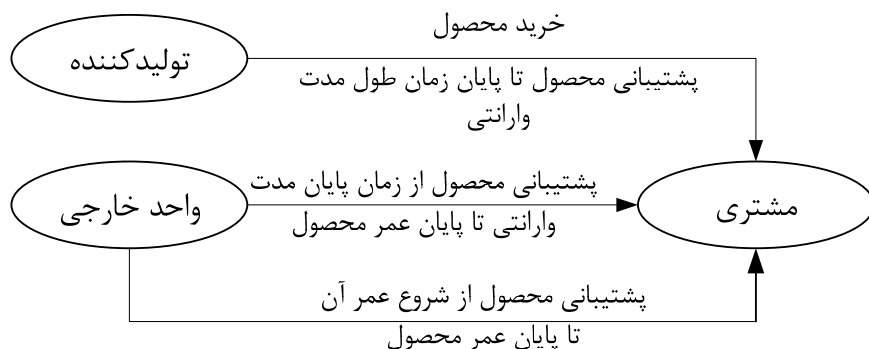 خرید محصول
تولیدکننده
پشتیبانی محصول تا پایان زمان طول مدت
وارانتی
پشتیبانی محصول از زمان پایان مدت
واحد خارجی
مشتری
وارانتی تا پایان عمر محصول
پشتیبانی محصول از شروع عمر آن
تا پایان عمر محصول